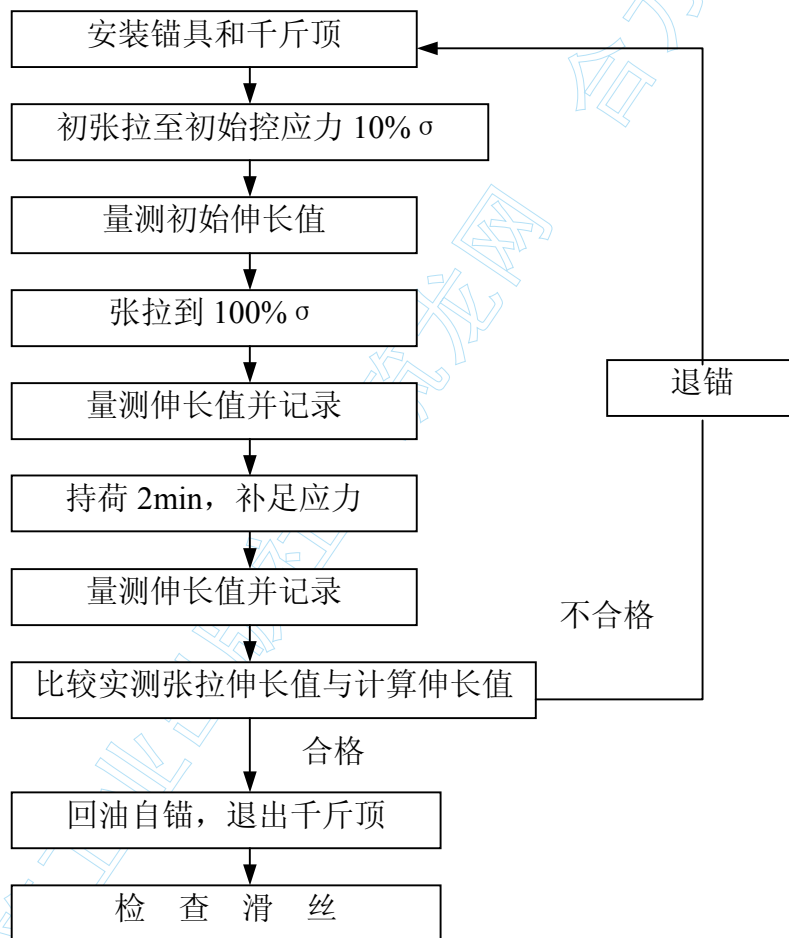 安装锚具和千斤顶
初张拉至初始控应力 10%σ
量测初始伸长值
张拉到 100%σ
量测伸长值并记录
退锚
持荷 2min，补足应力
量测伸长值并记录
不合格
比较实测张拉伸长值与计算伸长值
合格
回油自锚，退出千斤顶
检 查 滑 丝